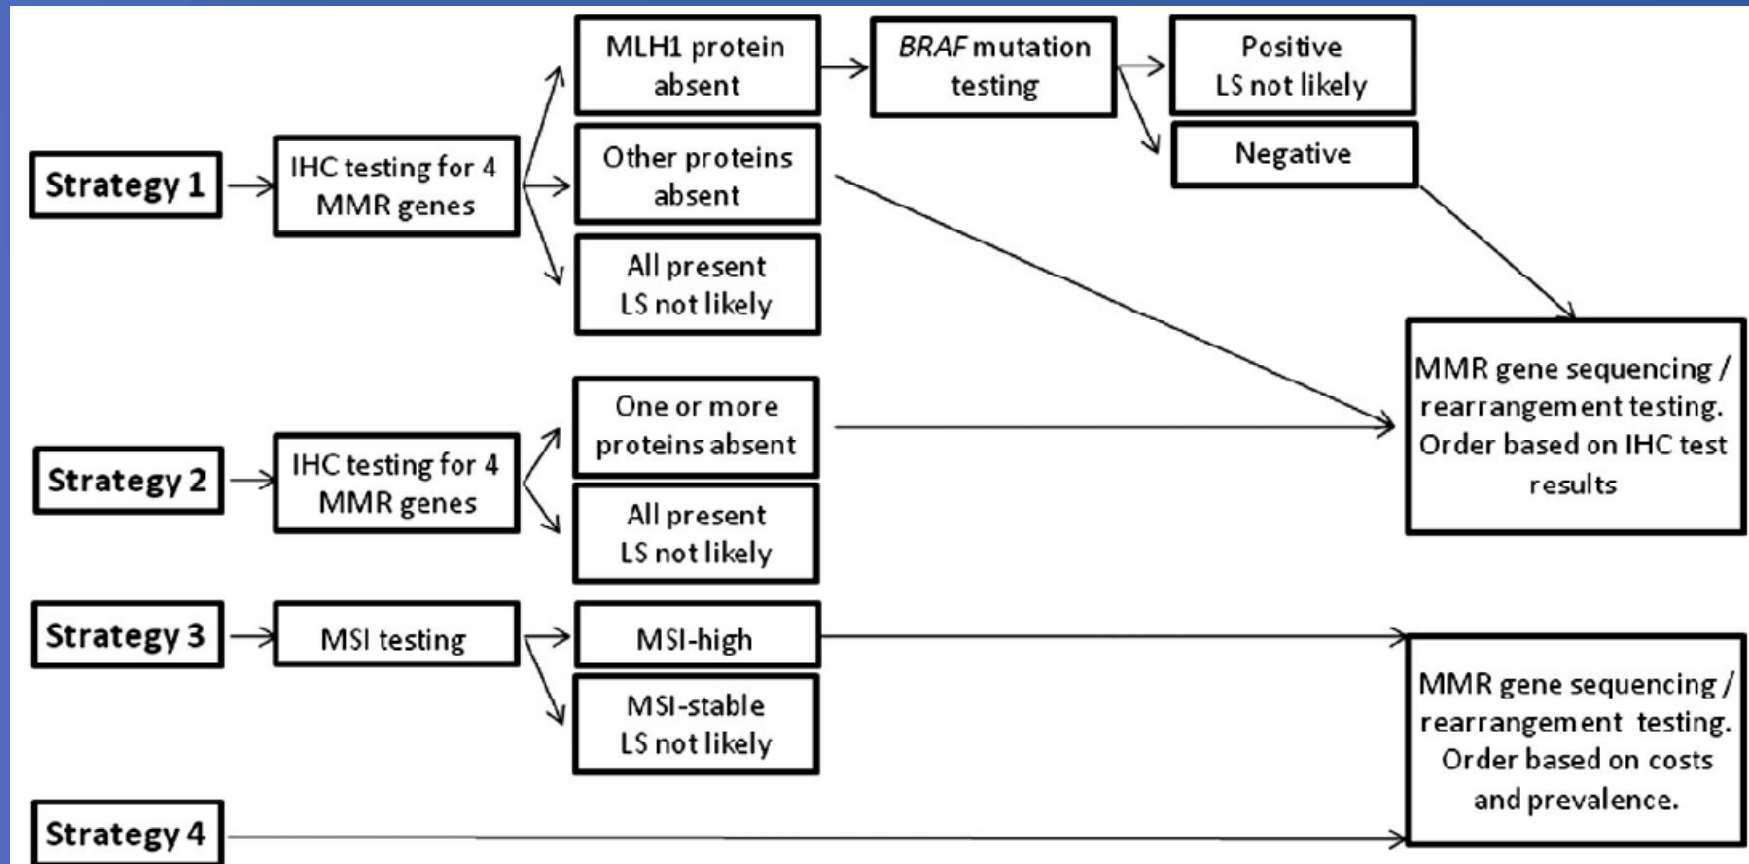 Strategy 1
IHC testing for 4
MMR genes
MLH1 protein
absent
BRAF mutation
testing
Positive
LS not likely
Negative
Other proteins
absent
All present
LS not likely
Strategy 2
IHC testing for 4
MMR genes
One or more
proteins absent
All present
LS not likely
MMR gene sequencing /
rearrangement testing.
Order based on IHC test
results
Strategy 3
MSI testing
MSI-high
MSI-stable
LS not likely
Strategy 4
MMR gene sequencing /
rearrangement testing.
Order based on costs
and prevalence.